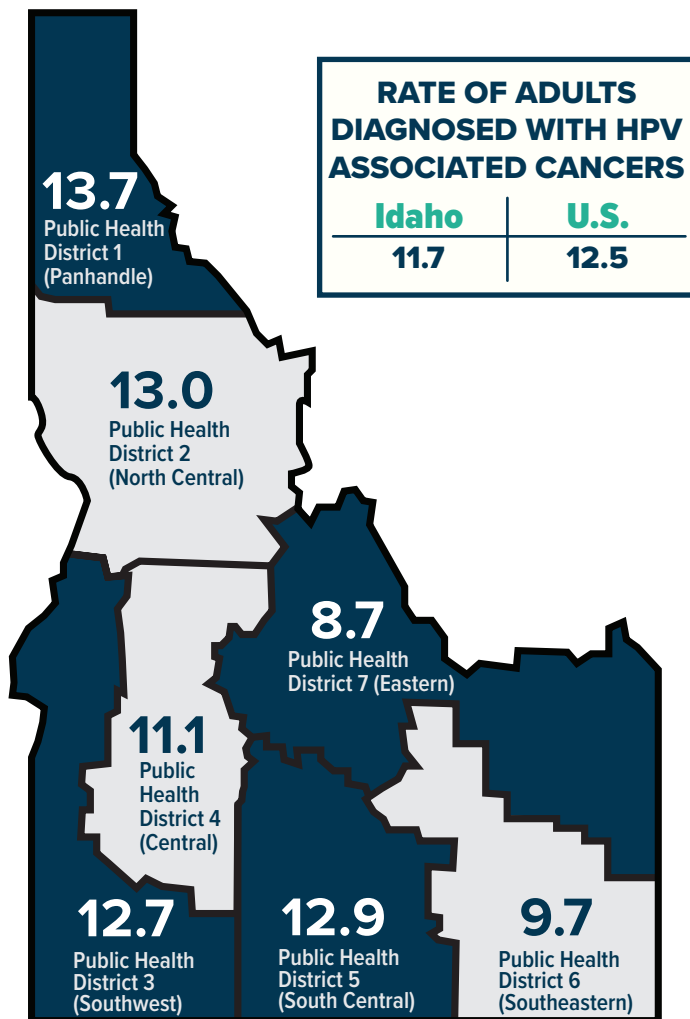 RATE OF ADULTS
DIAGNOSED WITH HPV
ASSOCIATED CANCERS
Idaho U.S.
11.7 12.5
13.7
Public Health
District 1
(Panhandle)
13.0
Public Health
District 2
(North Central)
8.7
Public Health
District 7 (Eastern)
11.1
Public
Health
District 4
(Central)
12.7
Public Health
District 3
(Southwest)
12.9
Public Health
District 5
(South Central)
9.7
Public Health
District 6
(Southeastern)